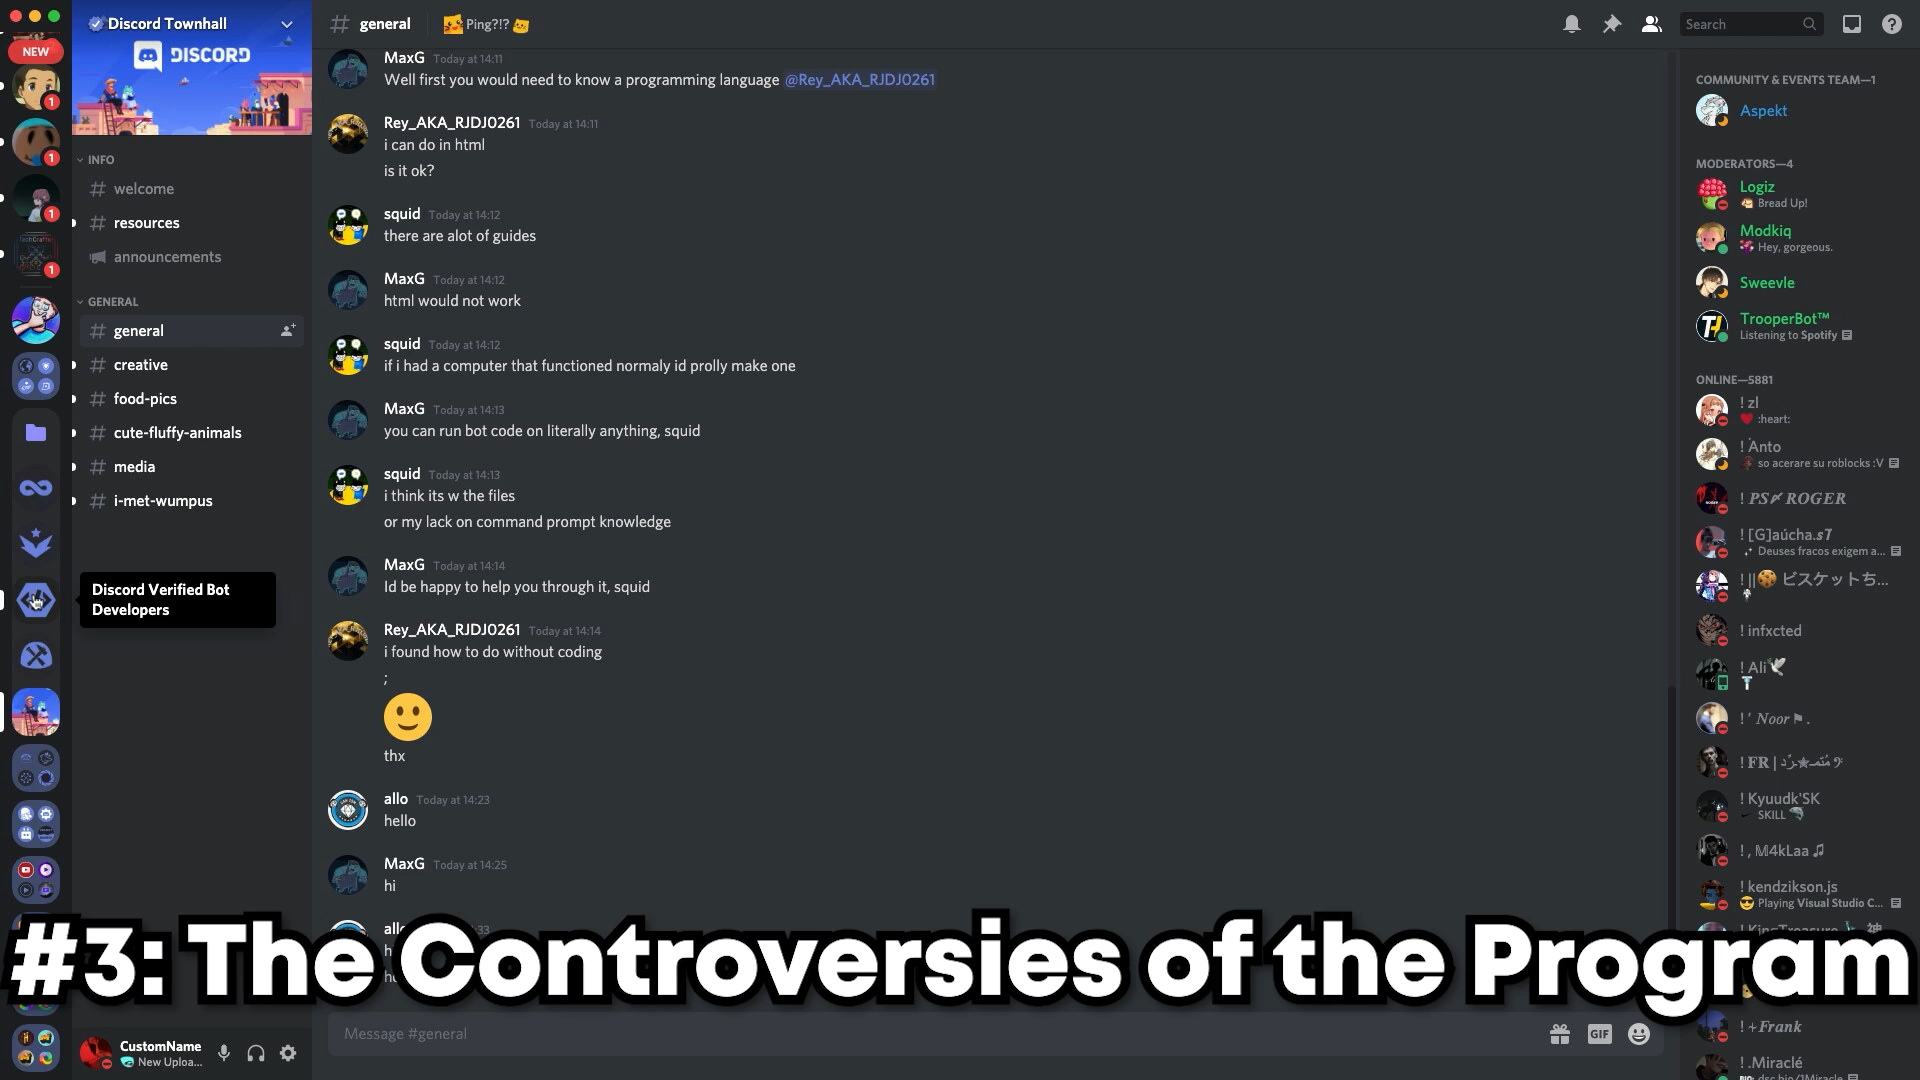 Discord Townhall
DISCORD
NEW
1
1
1
1
INFO
welcome
resources
announcements
GENERAL
general
creative
food-pics
cute-fluffy-animals
media
i-met-wumpus
Discord Verified Bot
Developers
CustomName
New Uploa...
general
Ping?!?
Search
MaxG Today at 14:11
Well first you would need to know a programming language @Rey_AKA_RJDJ0261
Rey_AKA_RJDJ0261 Today at 14:11
i can do in html
is it ok?
squid Today at 14:12
there are alot of guides
MaxG Today at 14:12
html would not work
squid Today at 14:12
if i had a computer that functioned normaly id prolly make one
MaxG Today at 14:13
you can run bot code on literally anything, squid
squid Today at 14:13
i think its w the files
or my lack on command prompt knowledge
MaxG Today at 14:14
Id be happy to help you through it, squid
Rey_AKA_RJDJ0261 Today at 14:14
i found how to do without coding
;
thx
allo Today at 14:23
hello
MaxG Today at 14:25
hi
#3: The Controversies of the Program
Message #general
GIF
COMMUNITY & EVENTS TEAM—1
Aspekt
MODERATORS—4
Logiz
Bread Up!
Modkiq
Hey, gorgeous.
Sweevle
TrooperBot™
Listening to Spotify
ONLINE—5881
! zl
:heart:
! Anto
so acerare su roblocks :V
! PS ROGER
! [G]aúcha.s7
Deuses fracos exigem a...
! || ビスケットち...
! infxcted
! Ali
! ' Noor
! FR |
! Kyuudk'SK
SKILL
! , M4kLaa ♫
! kendzikson.js
Playing Visual Studio C...
! +Frank
! .Miraclé